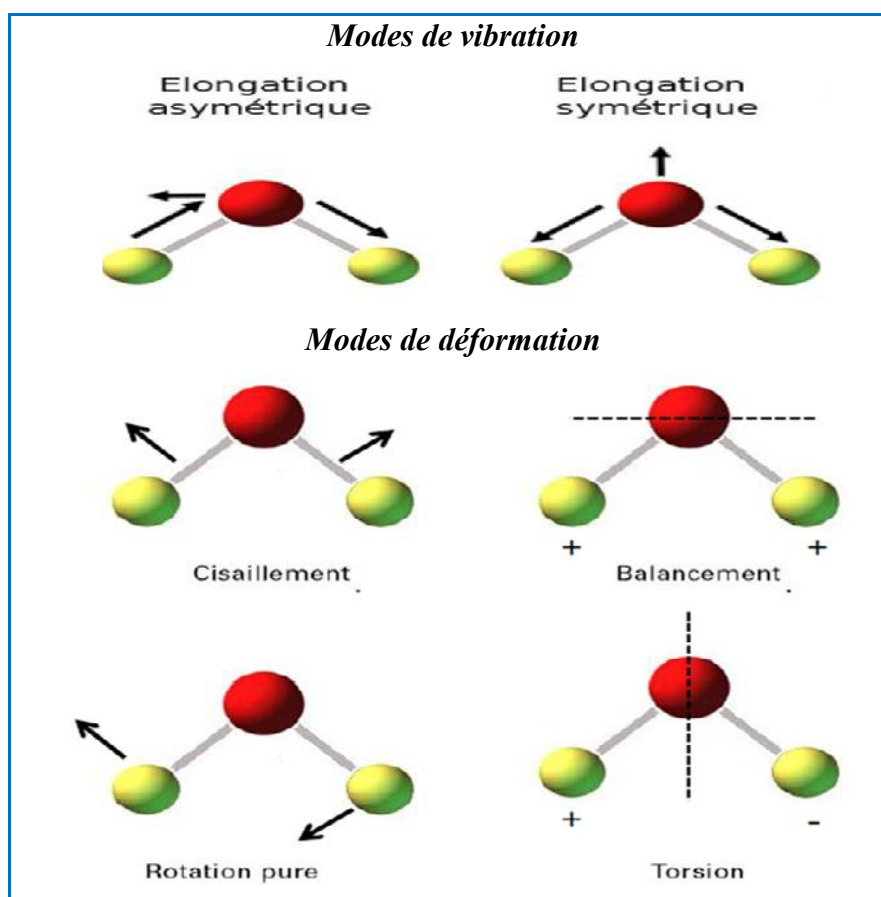 Modes de vibration
Elongation
asymétrique
Elongation
symétrique
Modes de déformation
+ +
Cisaillement .
Balancement .
+ -
Rotation pure
Torsion